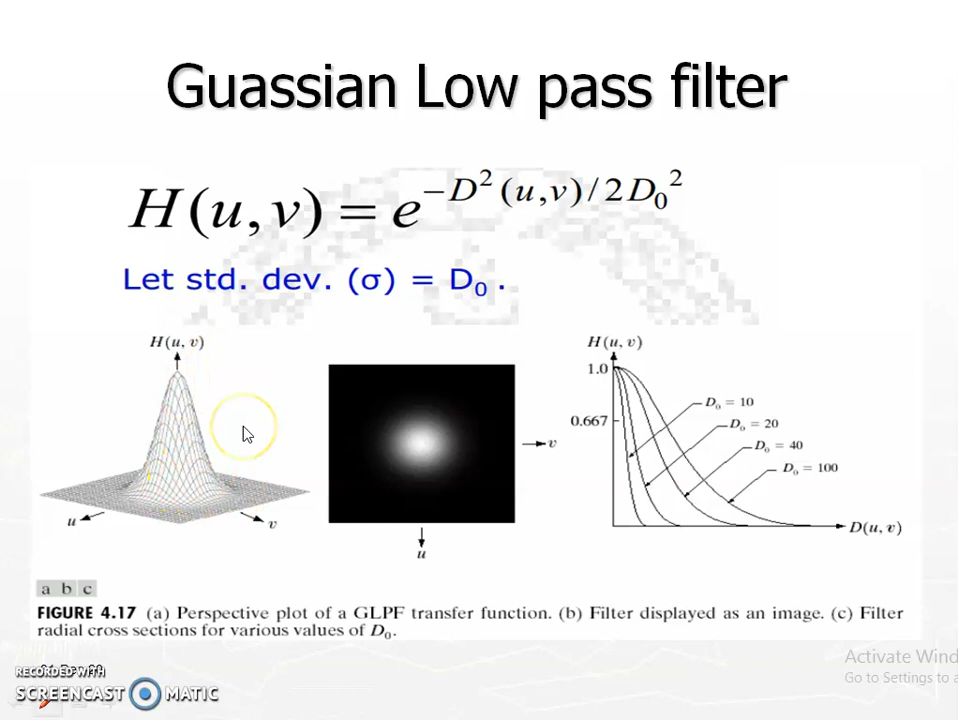 Guassian Low pass filter
H(u, v) = e^{-D²(u,v)/2D₀²}
Let std. dev. (σ) = D₀ .
H(u, v)
u
v
v
u
H(u, v)
1.0
0.667
D₀ = 10
D₀ = 20
D₀ = 40
D₀ = 100
D(u, v)
a b c
FIGURE 4.17 (a) Perspective plot of a GLPF transfer function. (b) Filter displayed as an image. (c) Filter
radial cross sections for various values of D₀.
Activate Wind
Go to Settings to a
RECORDED WITH
SCREENCAST MATIC